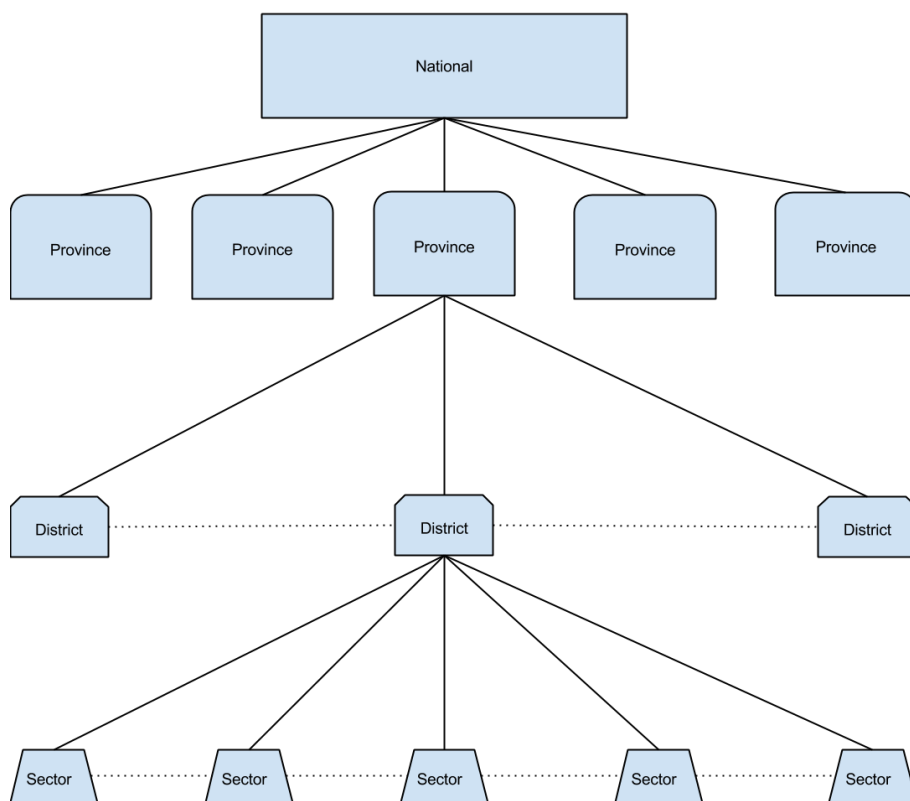 National
Province
Province
Province
Province
Province
District
District
District
Sector
Sector
Sector
Sector
Sector